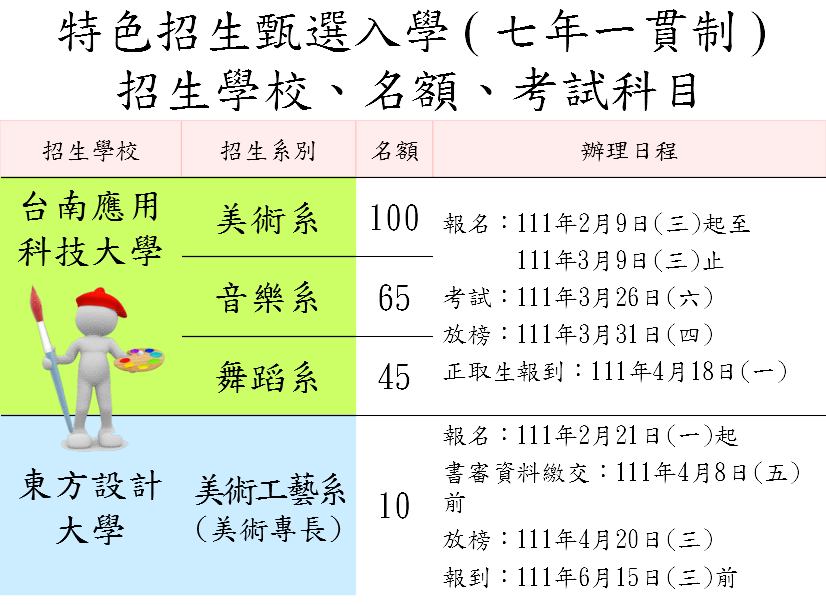 特色招生甄選入學(七年一貫制)
招生學校、名額、考試科目
招生學校 招生系別 名額 辦理日程
台南應用
科技大學
美術系 100
音樂系 65
舞蹈系 45
報名：111年2月9日(三)起至
111年3月9日(三)止
考試：111年3月26日(六)
放榜：111年3月31日(四)
正取生報到：111年4月18日(一)
東方設計
大學
美術工藝系
(美術專長)
10
報名：111年2月21日(一)起
書審資料繳交：111年4月8日(五)
前
放榜：111年4月20日(三)
報到：111年6月15日(三)前